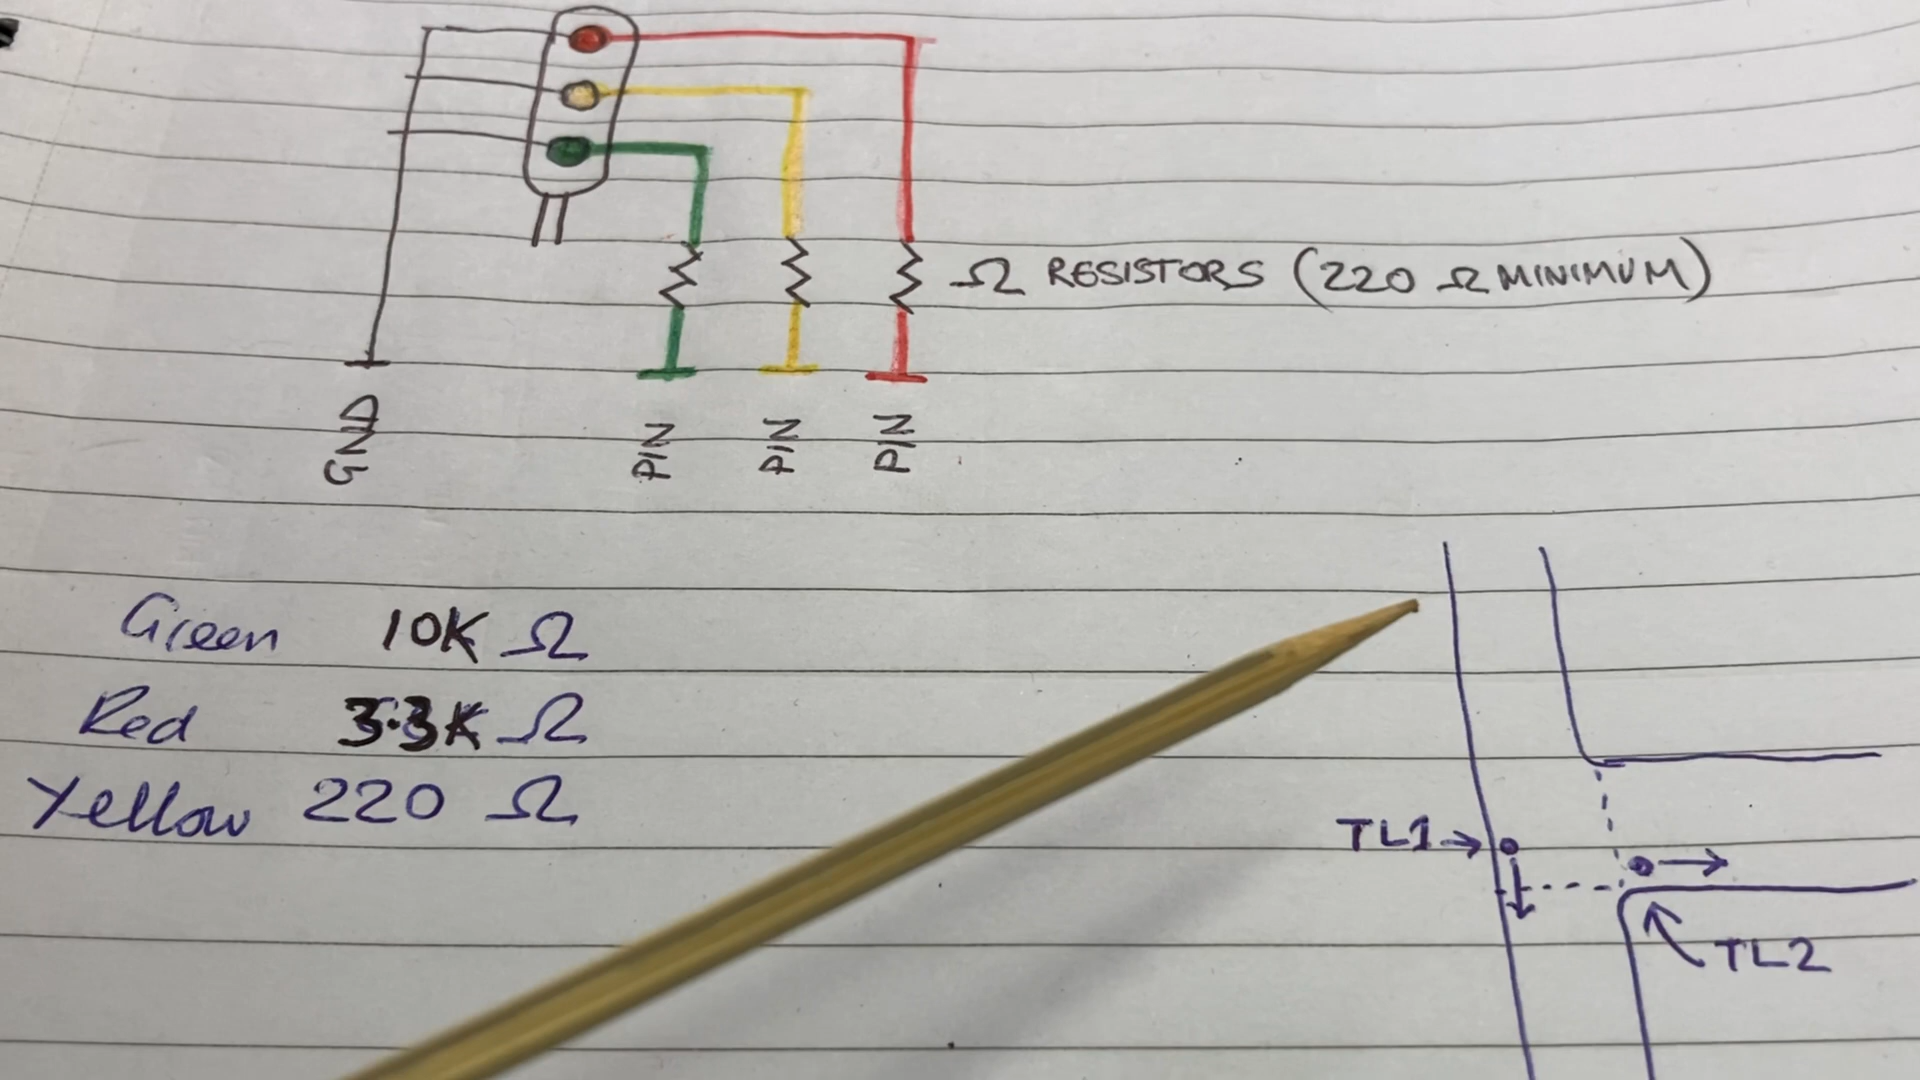 Ω RESISTORS (220 Ω MINIMUM)
GND
PIN
PIN
PIN
Green 10K Ω
Red 3.3K Ω
Yellow 220 Ω
TL1
TL2